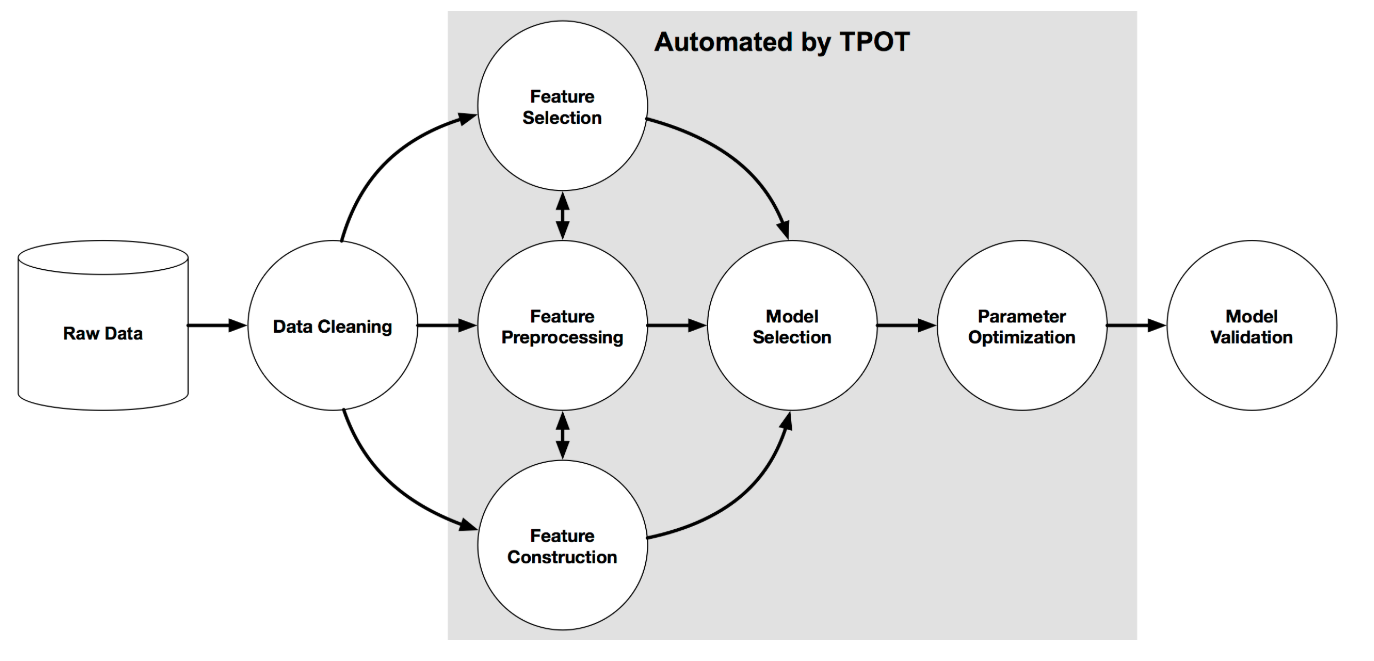 Automated by TPOT
Feature
Selection
Raw Data
Data Cleaning
Feature
Preprocessing
Model
Selection
Parameter
Optimization
Model
Validation
Feature
Construction